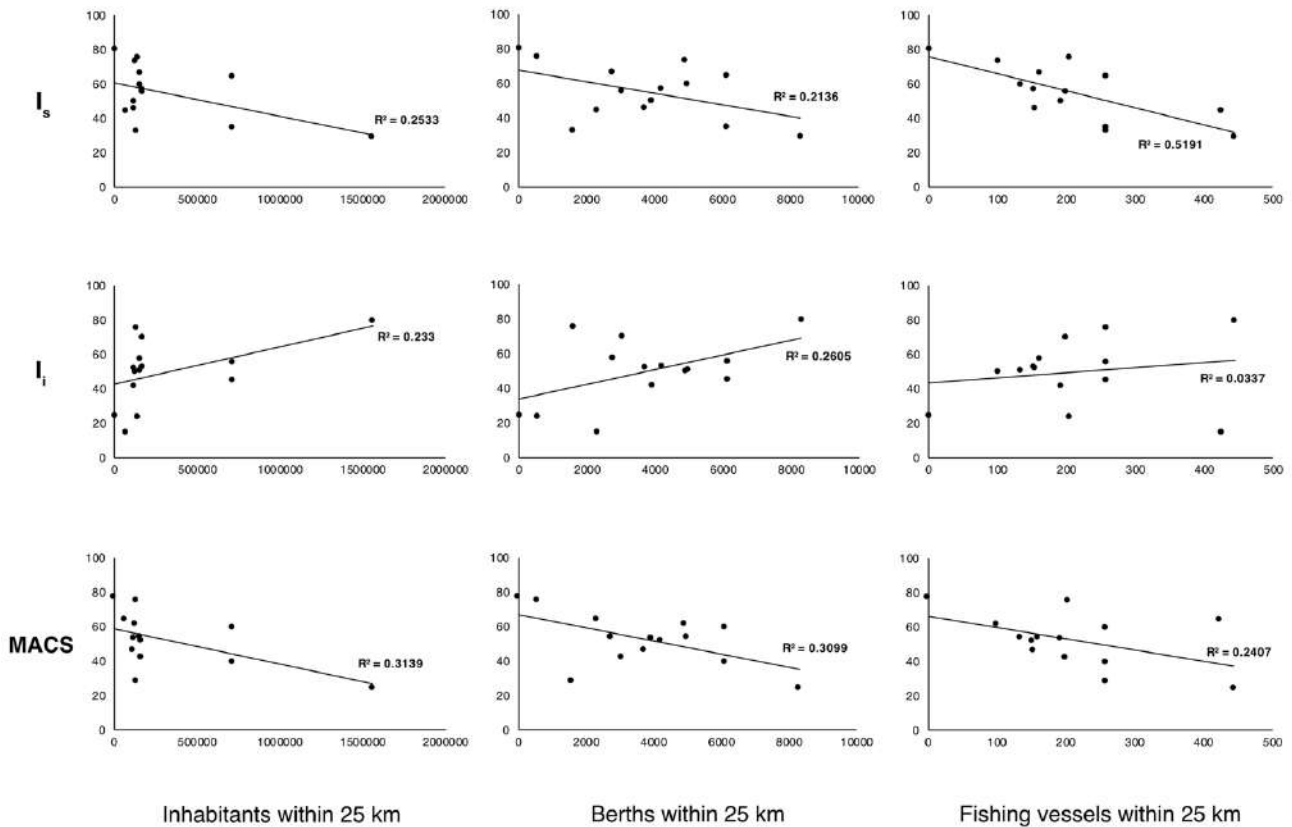 100
80
60
40
20
0
I_s
R² = 0.2533
0 500000 1000000 1500000 2000000
100
80
60
40
20
0
R² = 0.2136
0 2000 4000 6000 8000 10000
100
80
60
40
20
0
R² = 0.5191
0 100 200 300 400 500
100
80
60
40
20
0
I_i
R² = 0.233
0 500000 1000000 1500000 2000000
100
80
60
40
20
0
R² = 0.2605
0 2000 4000 6000 8000 10000
100
80
60
40
20
0
R² = 0.0337
0 100 200 300 400 500
100
80
60
40
20
0
MACS
R² = 0.3139
0 500000 1000000 1500000 2000000
100
80
60
40
20
0
R² = 0.3099
0 2000 4000 6000 8000 10000
100
80
60
40
20
0
R² = 0.2407
0 100 200 300 400 500
Inhabitants within 25 km
Berths within 25 km
Fishing vessels within 25 km